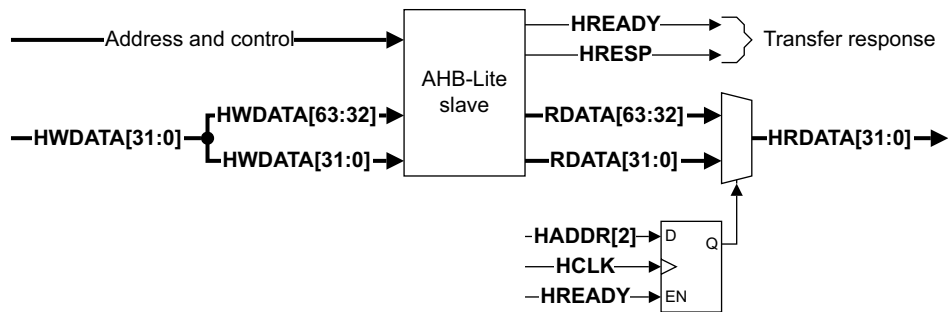 HREADY
Address and control
HRESP
Transfer response
AHB-Lite
slave
HWDATA[63:32]
RDATA[63:32]
HWDATA[31:0]
HRDATA[31:0]
HWDATA[31:0]
RDATA[31:0]
HADDR[2]
D
Q
HCLK
HREADY
EN